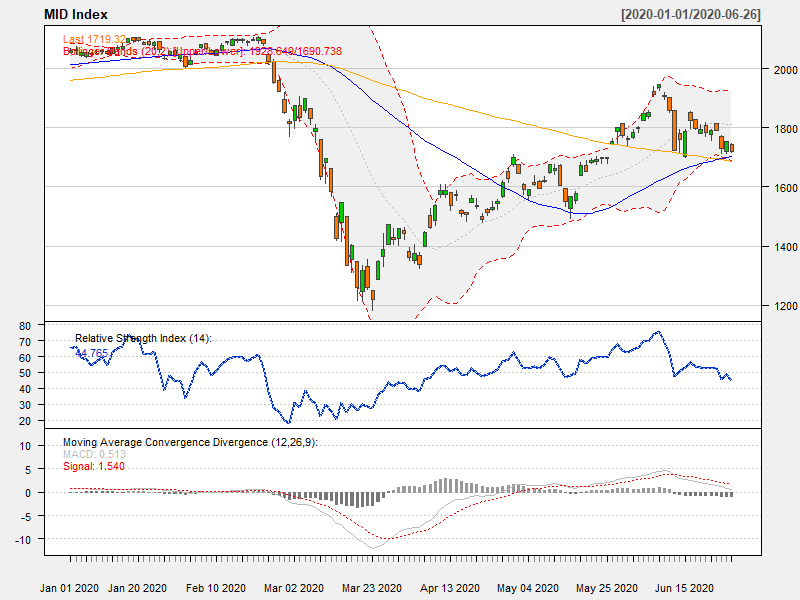 MID Index
[2020-01-01/2020-06-26]
Last 1719.32
Bollinger Bands (20,2) [Upper/Lower]: 1928.649/1690.738
2000
1800
1600
1400
1200
Relative Strength Index (14):
44.765
80
70
60
50
40
30
20
Moving Average Convergence Divergence (12,26,9):
MACD: 0.513
Signal: 1.540
10
5
0
-5
-10
Jan 01 2020 Jan 20 2020 Feb 10 2020 Mar 02 2020 Mar 23 2020 Apr 13 2020 May 04 2020 May 25 2020 Jun 15 2020